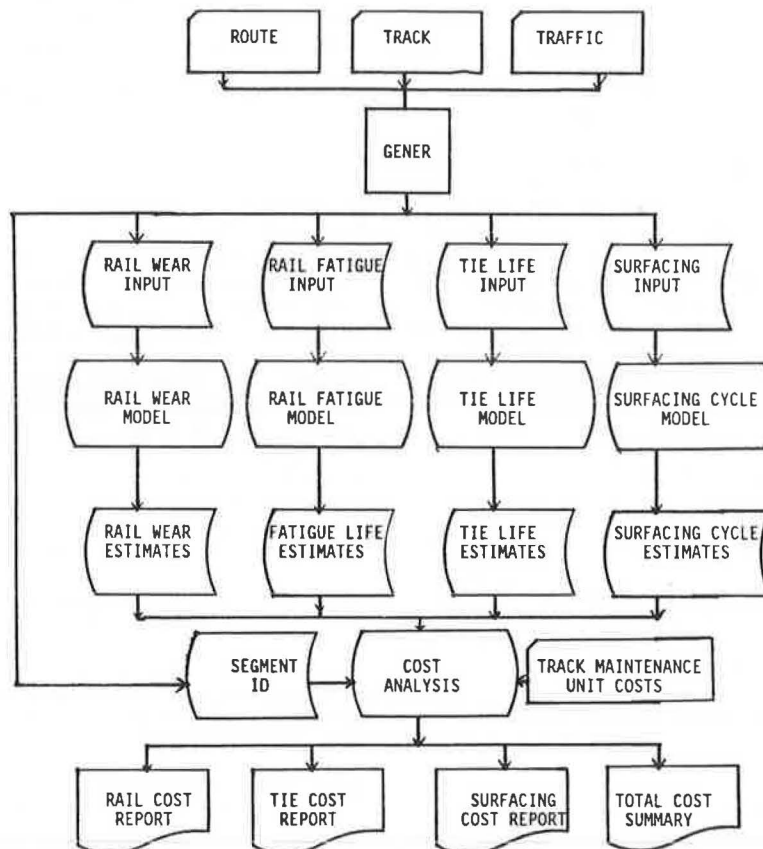 ROUTE
TRACK
TRAFFIC
GENER
RAIL WEAR
INPUT
RAIL FATIGUE
INPUT
TIE LIFE
INPUT
SURFACING
INPUT
RAIL WEAR
MODEL
RAIL FATIGUE
MODEL
TIE LIFE
MODEL
SURFACING CYCLE
MODEL
RAIL WEAR
ESTIMATES
FATIGUE LIFE
ESTIMATES
TIE LIFE
ESTIMATES
SURFACING CYCLE
ESTIMATES
SEGMENT
ID
COST
ANALYSIS
TRACK MAINTENANCE
UNIT COSTS
RAIL COST
REPORT
TIE COST
REPORT
SURFACING
COST REPORT
TOTAL COST
SUMMARY